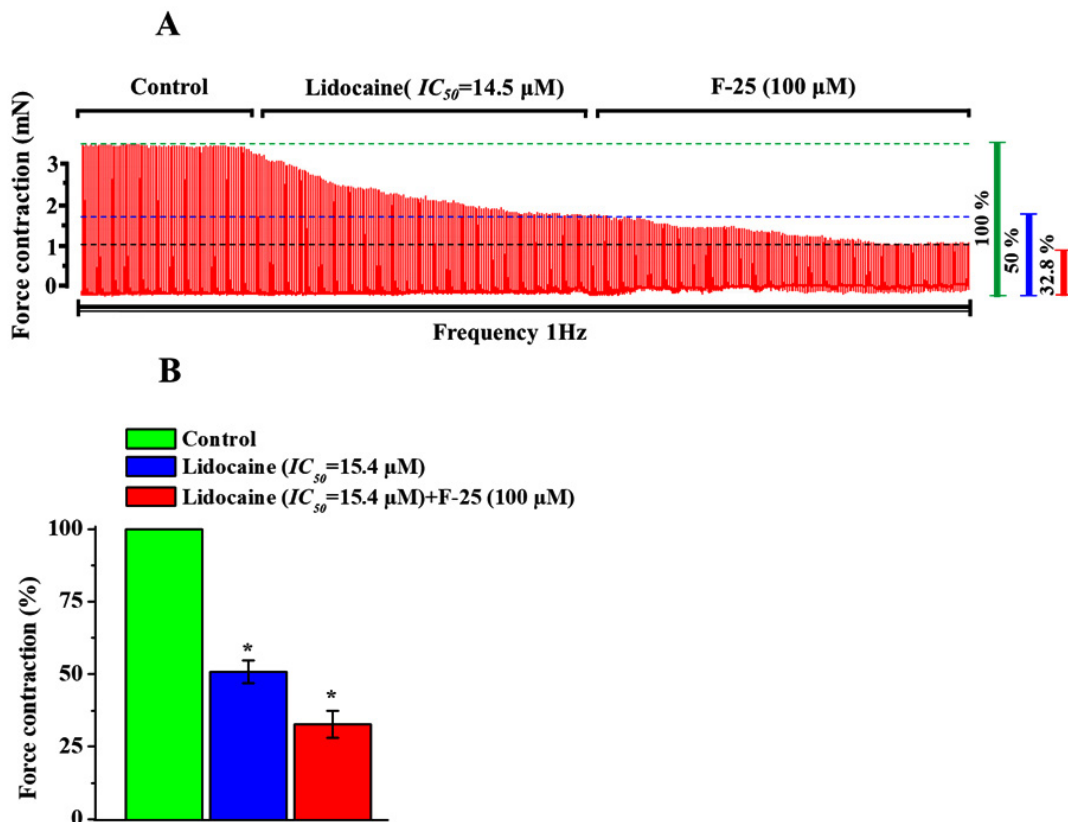 A
Control
Lidocaine( IC50=14.5 μM)
F-25 (100 μM)
Force contraction (mN)
3
2
1
0
100 %
50 %
32.8 %
Frequency 1Hz
B
Control
Lidocaine (IC50=15.4 μM)
Lidocaine (IC50=15.4 μM)+F-25 (100 μM)
Force contraction (%)
100
75
50
25
0
*
*